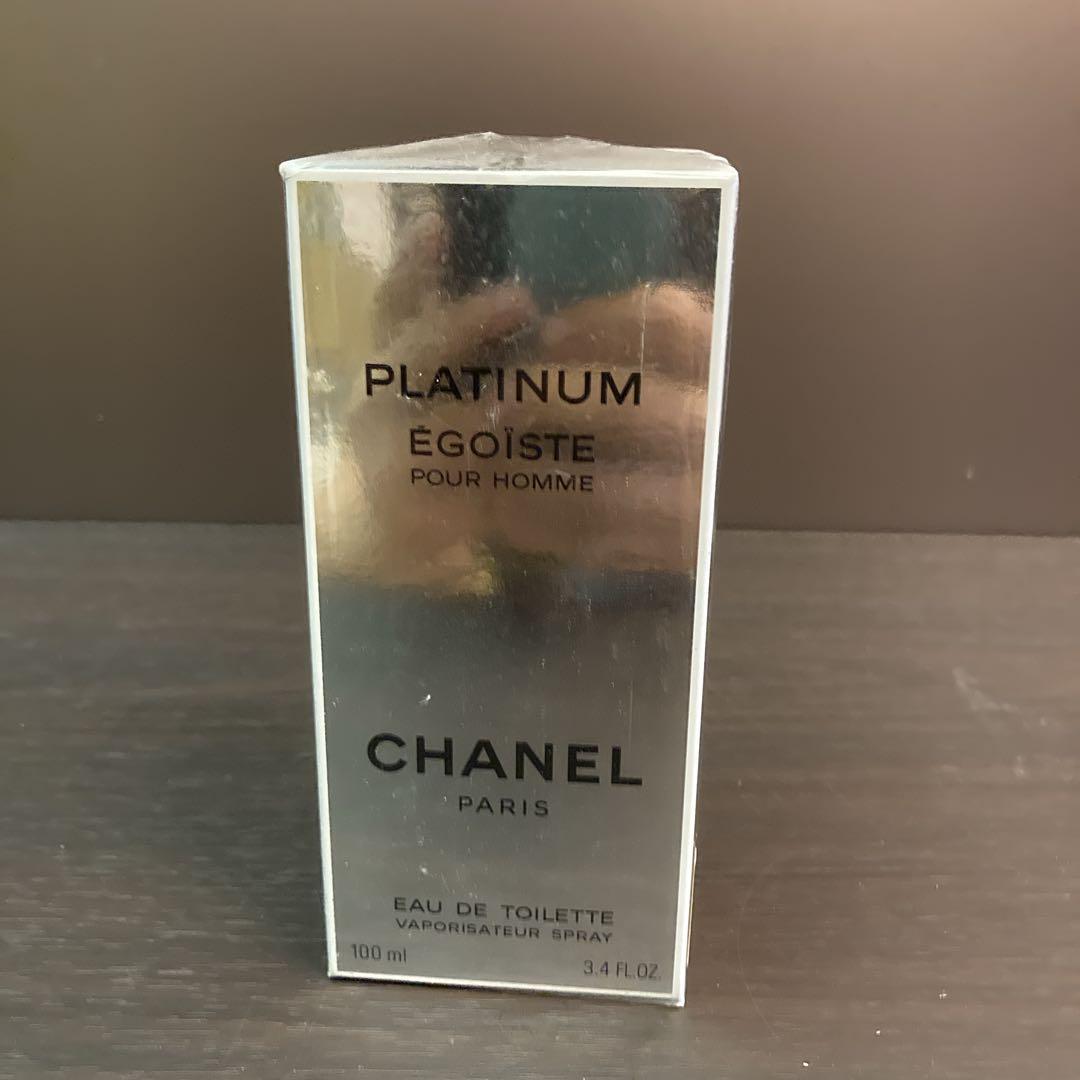 PLATINUM
ÉGOÏSTE
POUR HOMME
CHANEL
PARIS
EAU DE TOILETTE
VAPORISATEUR SPRAY
100 ml 3.4 FL.OZ.